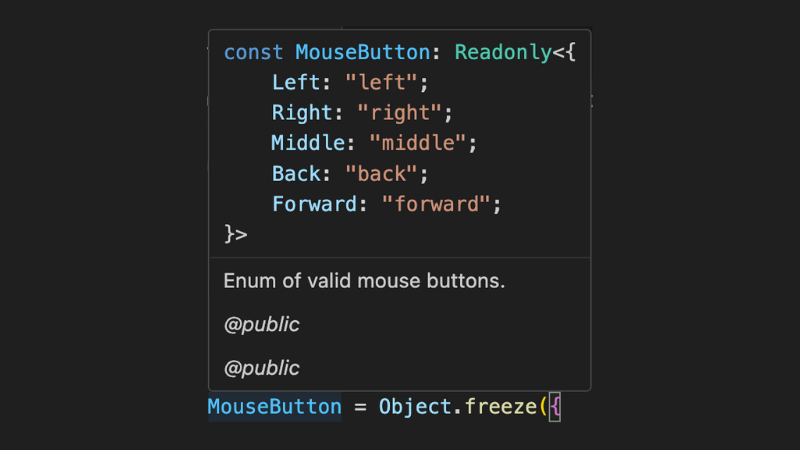 const MouseButton: Readonly<{
    Left: "left";
    Right: "right";
    Middle: "middle";
    Back: "back";
    Forward: "forward";
}>
Enum of valid mouse buttons.
@public
@public
MouseButton = Object.freeze({